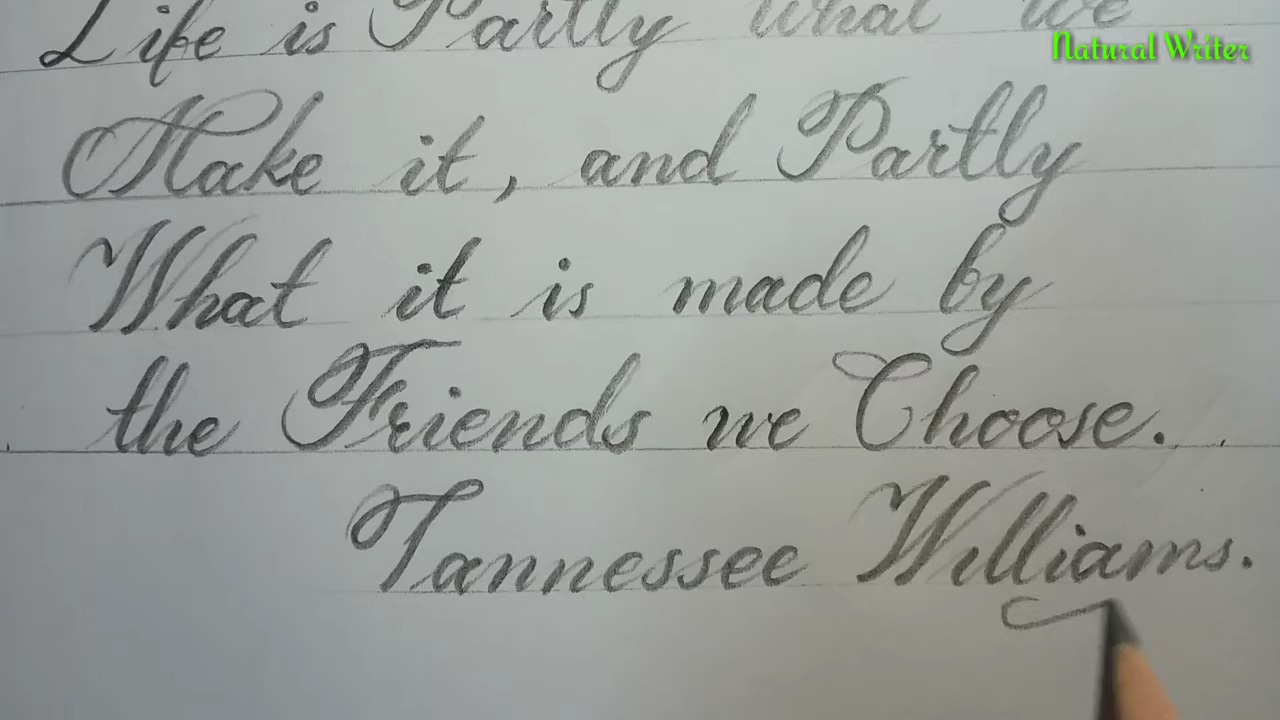 Life is Partly what we
Natural Writer
Make it, and Partly
What it is made by
the Friends we Choose.
Tannessee Williams.